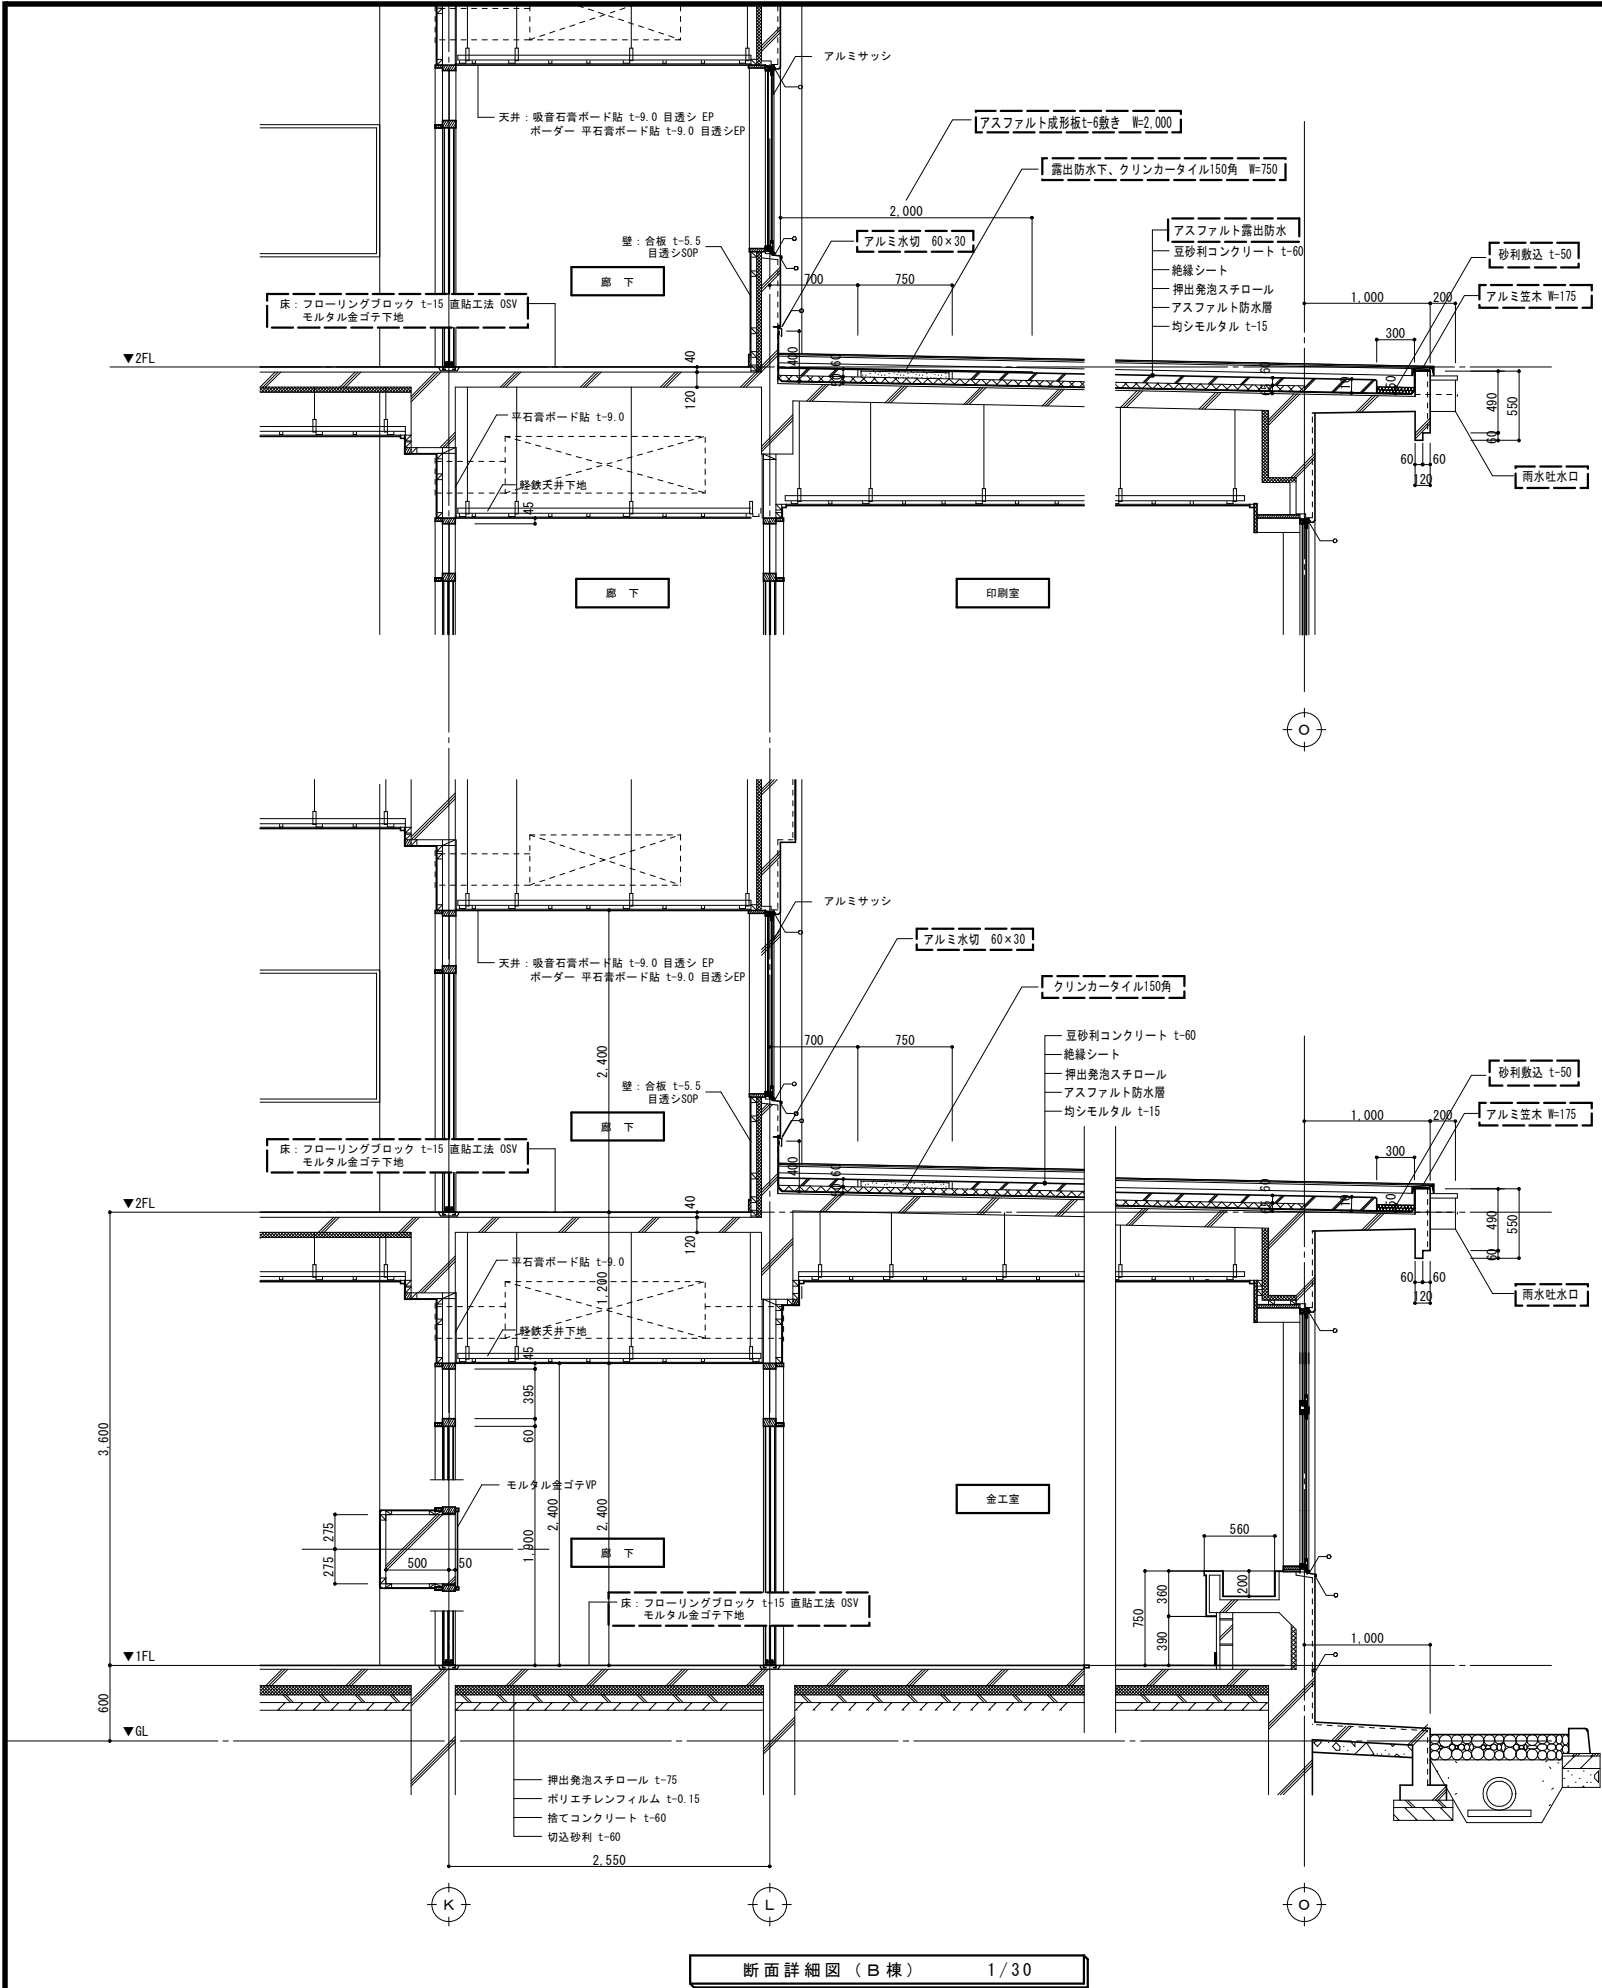 アルミサッシ
天井：吸音石膏ボード貼 t-9.0 目透シ EP
ボーダー 平石膏ボード貼 t-9.0 目透シEP
アスファルト成形板t-6敷き W=2,000
露出防水下、クリンカータイル150角 W=750
2,000
アルミ水切 60×30
アスファルト露出防水
豆砂利コンクリート t-60
絶縁シート
押出発泡スチロール
アスファルト防水層
均シモルタル t-15
砂利敷込 t-50
アルミ笠木 W=175
壁：合板 t-5.5
目透シSOP
廊 下
700
750
1,000
200
300
床：フローリングブロック t-15 直貼工法 OSV
モルタル金ゴテ下地
▼2FL
40
120
400
60
60
50
490
550
60
60
60
120
平石膏ボード貼 t-9.0
軽鉄天井下地
45
雨水吐水口
廊 下
印刷室
O
アルミサッシ
アルミ水切 60×30
天井：吸音石膏ボード貼 t-9.0 目透シ EP
ボーダー 平石膏ボード貼 t-9.0 目透シEP
クリンカータイル150角
700
750
豆砂利コンクリート t-60
絶縁シート
押出発泡スチロール
アスファルト防水層
均シモルタル t-15
2,400
砂利敷込 t-50
アルミ笠木 W=175
壁：合板 t-5.5
目透シSOP
廊 下
1,000
200
300
床：フローリングブロック t-15 直貼工法 OSV
モルタル金ゴテ下地
▼2FL
40
120
400
60
60
50
490
550
60
60
60
120
平石膏ボード貼 t-9.0
1,200
軽鉄天井下地
45
雨水吐水口
395
60
3,600
モルタル金ゴテVP
金工室
2,400
2,400
1,900
275
275
500
50
廊 下
560
200
360
750
390
床：フローリングブロック t-15 直貼工法 OSV
モルタル金ゴテ下地
1,000
▼1FL
600
▼GL
押出発泡スチロール t-75
ポリエチレンフィルム t-0.15
捨てコンクリート t-60
切込砂利 t-60
2,550
K
L
O
断面詳細図（B棟） 1/30